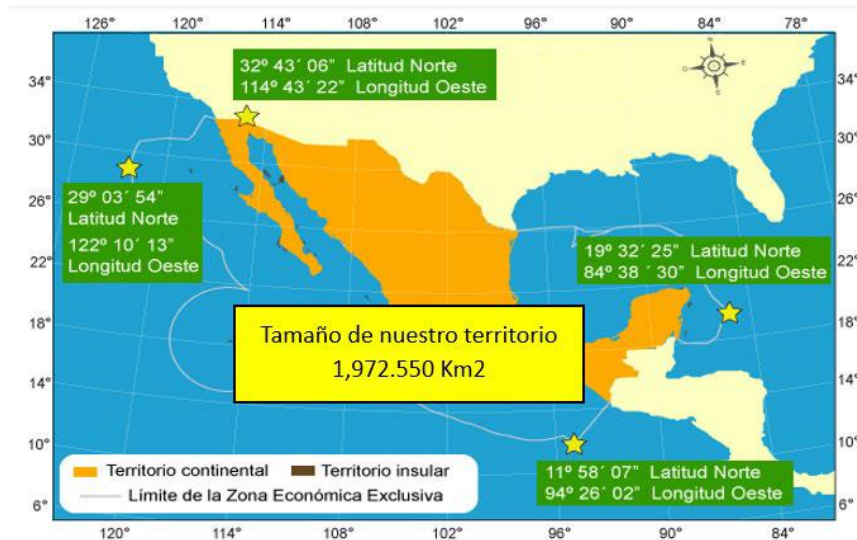 126° 120° 114° 108° 102° 96° 90° 84° 78°
32º 43´ 06" Latitud Norte
114º 43´ 22" Longitud Oeste
34° 34°
30° 30°
29º 03´ 54"
Latitud Norte
122º 10´ 13"
Longitud Oeste
26° 26°
19º 32´ 25" Latitud Norte
84º 38´ 30" Longitud Oeste
22° 22°
18° 18°
Tamaño de nuestro territorio
1,972.550 Km2
14° 14°
10° 10°
11º 58´ 07" Latitud Norte
94º 26´ 02" Longitud Oeste
Territorio continental Territorio insular
Límite de la Zona Económica Exclusiva
6° 6°
120° 114° 108° 102° 96° 90° 84°